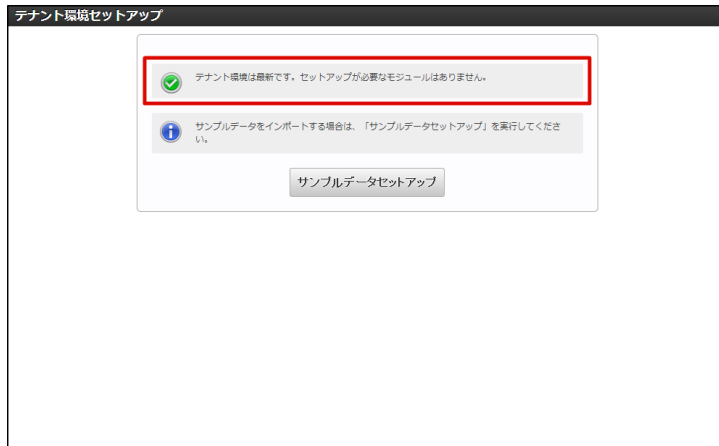 テナント環境セットアップ
テナント環境は最新です。セットアップが必要なモジュールはありません。
サンプルデータをインポートする場合は、「サンプルデータセットアップ」を実行してくださ
い。
サンプルデータセットアップ